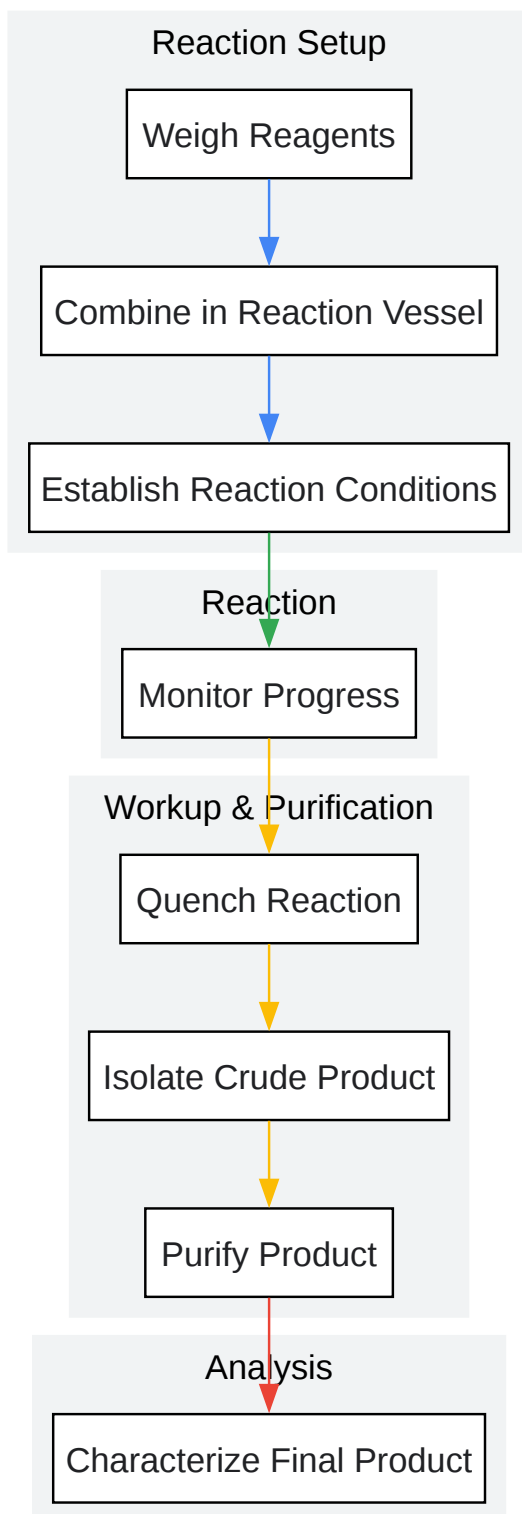 Reaction Setup
Weigh Reagents
Combine in Reaction Vessel
Establish Reaction Conditions
Reaction
Monitor Progress
Workup & Purification
Quench Reaction
Isolate Crude Product
Purify Product
Analysis
Characterize Final Product